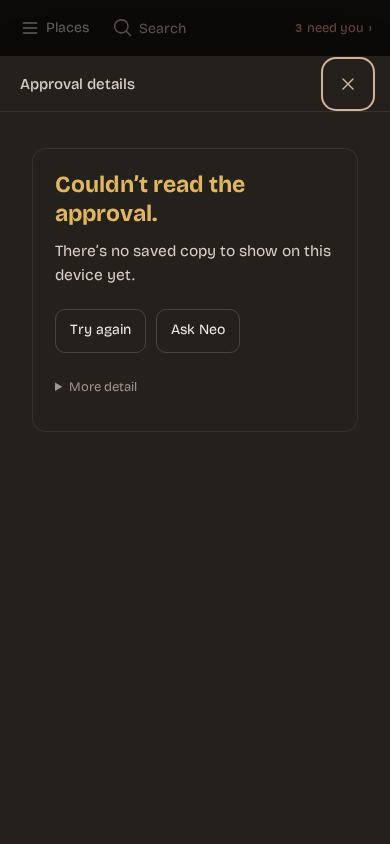 Places
Search
3 need you ›
Approval details
Couldn’t read the
approval.
There’s no saved copy to show on this
device yet.
Try again
Ask Neo
More detail